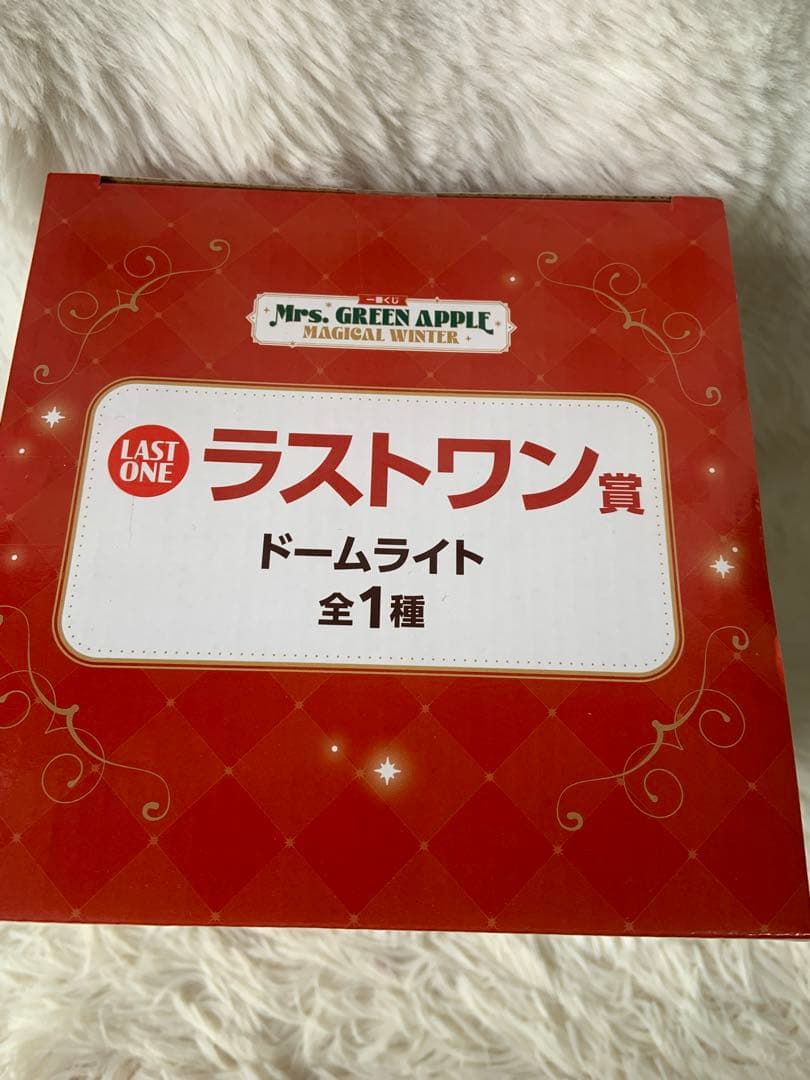 一番くじ
Mrs. GREEN APPLE
MAGICAL WINTER
LAST
ONE
ラストワン賞
ドームライト
全1種